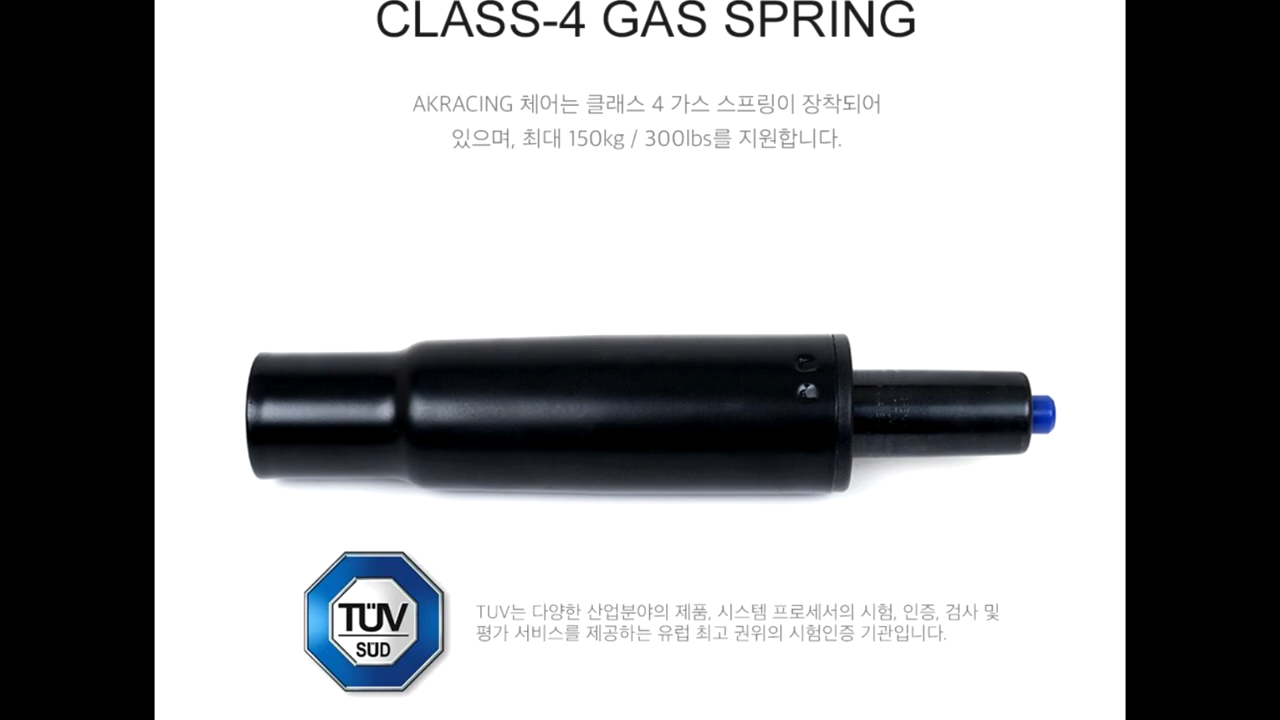 CLASS-4 GAS SPRING
AKRACING 체어는 클래스 4 가스 스프링이 장착되어
있으며, 최대 150kg / 300lbs를 지원합니다.
TÜV
SÜD
TUV는 다양한 산업분야의 제품, 시스템 프로세서의 시험, 인증, 검사 및
평가 서비스를 제공하는 유럽 최고 권위의 시험인증 기관입니다.